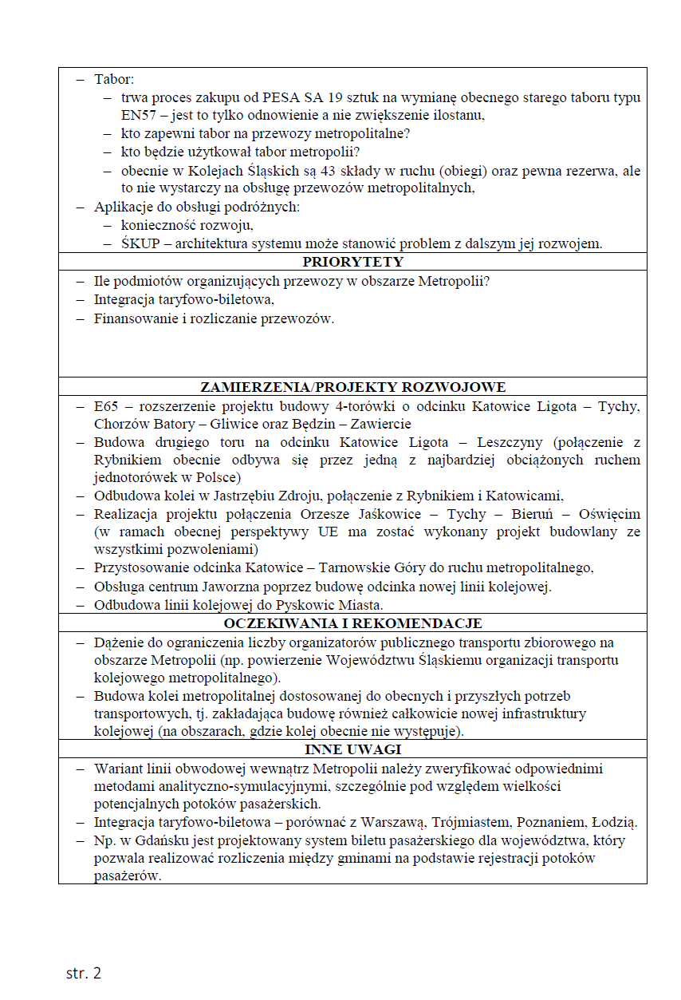 – Tabor:
– trwa proces zakupu od PESA SA 19 sztuk na wymianę obecnego starego taboru typu
EN57 – jest to tylko odnowienie a nie zwiększenie ilostanu,
– kto zapewni tabor na przewozy metropolitalne?
– kto będzie użytkował tabor metropolii?
– obecnie w Kolejach Śląskich są 43 składy w ruchu (obiegi) oraz pewna rezerwa, ale
to nie wystarczy na obsługę przewozów metropolitalnych,
– Aplikacje do obsługi podróżnych:
– konieczność rozwoju,
– ŚKUP – architektura systemu może stanowić problem z dalszym jej rozwojem.
PRIORYTETY
– Ile podmiotów organizujących przewozy w obszarze Metropolii?
– Integracja taryfowo-biletowa,
– Finansowanie i rozliczanie przewozów.
ZAMIERZENIA/PROJEKTY ROZWOJOWE
– E65 – rozszerzenie projektu budowy 4-torówki o odcinku Katowice Ligota – Tychy,
Chorzów Batory – Gliwice oraz Będzin – Zawiercie
– Budowa drugiego toru na odcinku Katowice Ligota – Leszczyny (połączenie z
Rybnikiem obecnie odbywa się przez jedną z najbardziej obciążonych ruchem
jednotorówek w Polsce)
– Odbudowa kolei w Jastrzębiu Zdroju, połączenie z Rybnikiem i Katowicami,
– Realizacja projektu połączenia Orzesze Jaśkowice – Tychy – Bieruń – Oświęcim
(w ramach obecnej perspektywy UE ma zostać wykonany projekt budowlany ze
wszystkimi pozwoleniami)
– Przystosowanie odcinka Katowice – Tarnowskie Góry do ruchu metropolitalnego,
– Obsługa centrum Jaworzna poprzez budowę odcinka nowej linii kolejowej.
– Odbudowa linii kolejowej do Pyskowic Miasta.
OCZEKIWANIA I REKOMENDACJE
– Dążenie do ograniczenia liczby organizatorów publicznego transportu zbiorowego na
obszarze Metropolii (np. powierzenie Województwu Śląskiemu organizacji transportu
kolejowego metropolitalnego).
– Budowa kolei metropolitalnej dostosowanej do obecnych i przyszłych potrzeb
transportowych, tj. zakładająca budowę również całkowicie nowej infrastruktury
kolejowej (na obszarach, gdzie kolej obecnie nie występuje).
INNE UWAGI
– Wariant linii obwodowej wewnątrz Metropolii należy zweryfikować odpowiednimi
metodami analityczno-symulacyjnymi, szczególnie pod względem wielkości
potencjalnych potoków pasażerskich.
– Integracja taryfowo-biletowa – porównać z Warszawą, Trójmiastem, Poznaniem, Łodzią.
– Np. w Gdańsku jest projektowany system biletu pasażerskiego dla województwa, który
pozwala realizować rozliczenia między gminami na podstawie rejestracji potoków
pasażerów.
str. 2